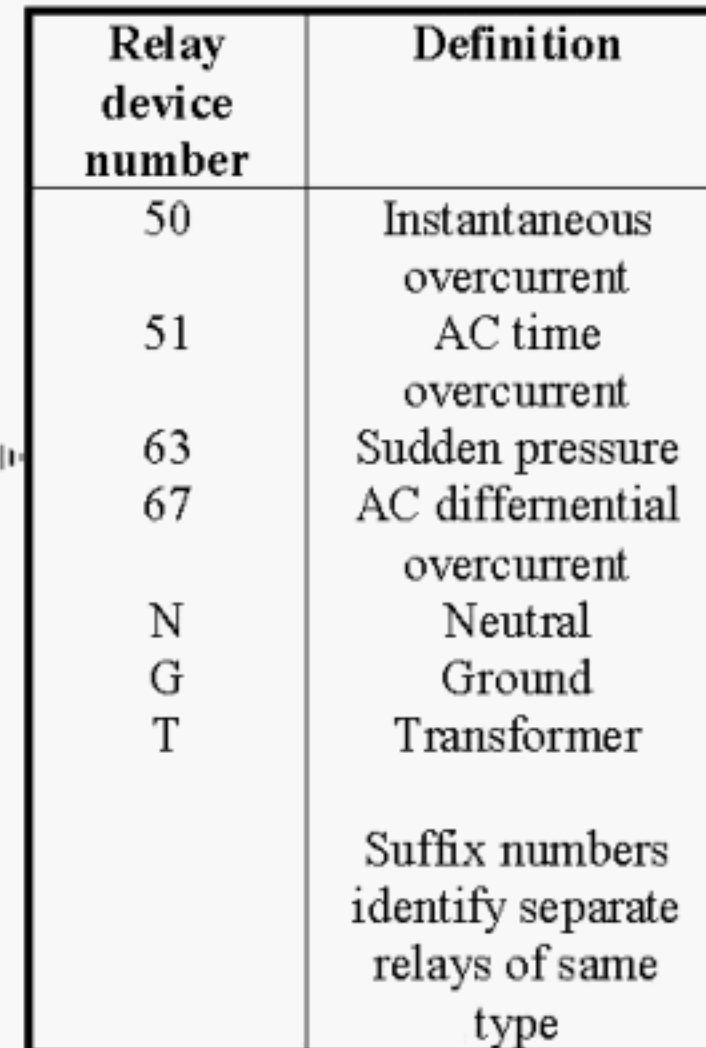 Relay device number Definition
50 Instantaneous overcurrent
51 AC time overcurrent
63 Sudden pressure
67 AC differnential overcurrent
N Neutral
G Ground
T Transformer
Suffix numbers
identify separate
relays of same
type